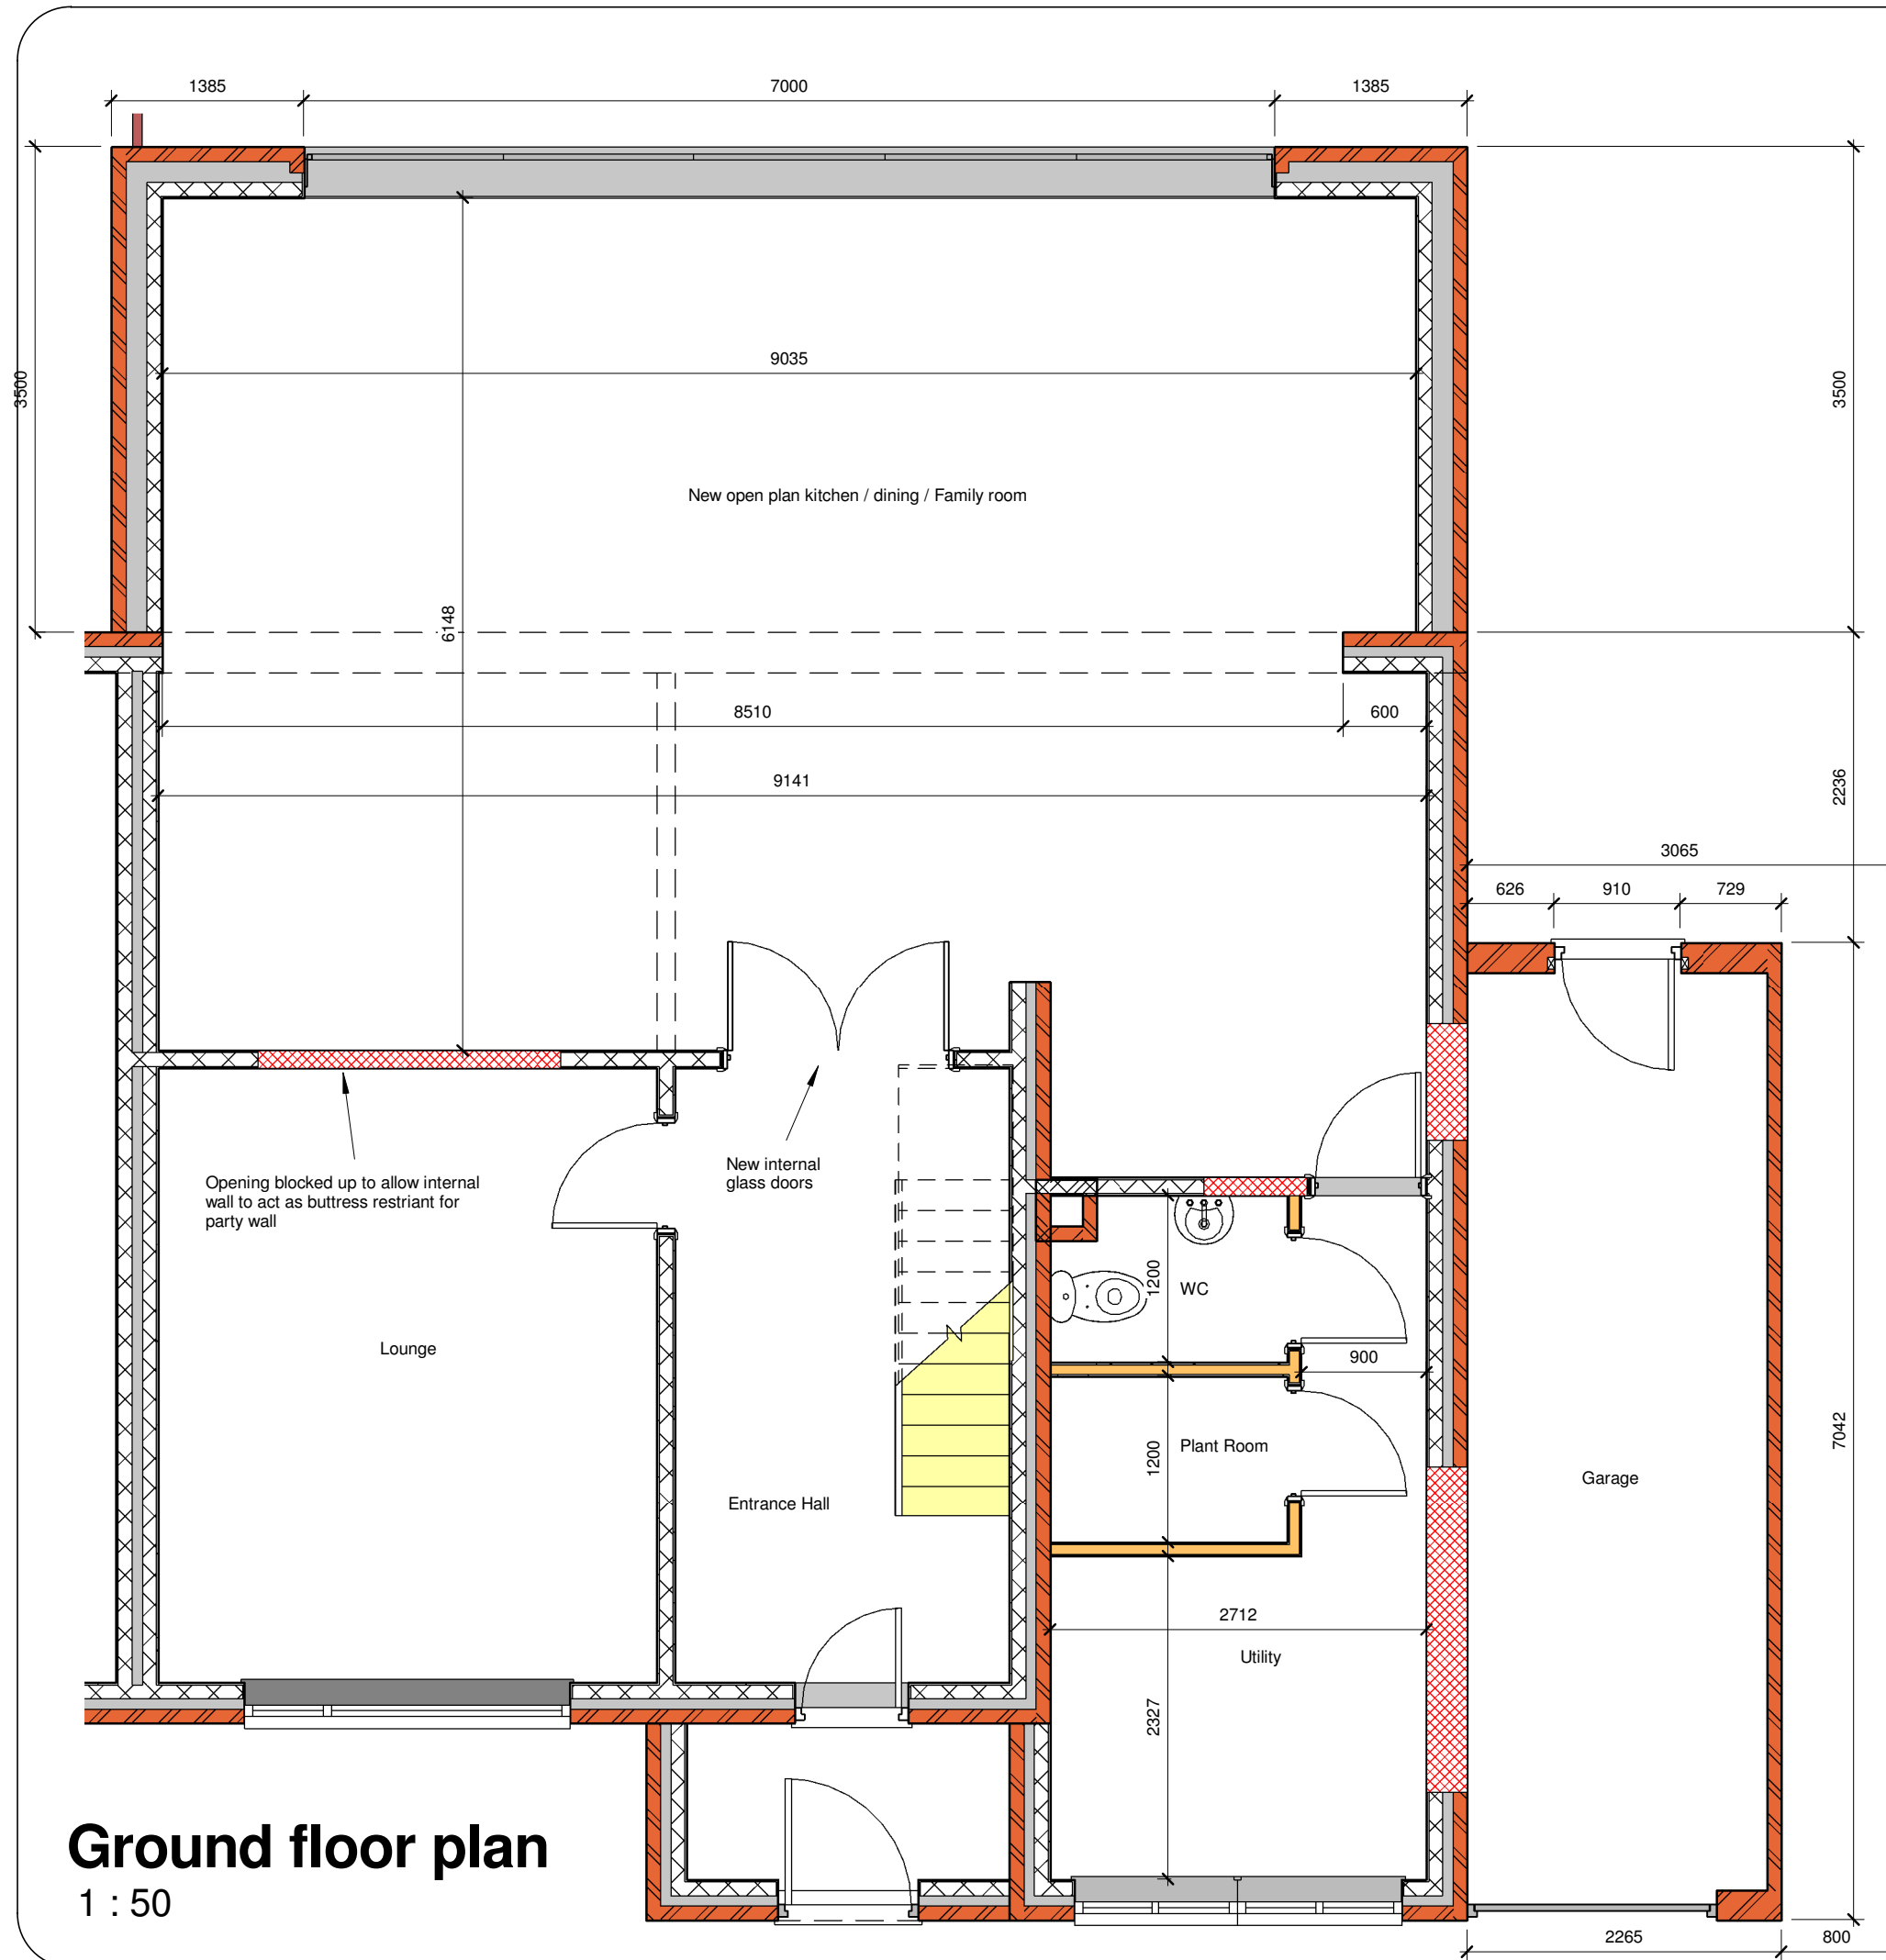 1385
7000
1385
3500
3500
9035
New open plan kitchen / dining / Family room
6148
8510
600
9141
2236
3065
626
910
729
New internal
glass doors
Opening blocked up to allow internal
wall to act as buttress restriant for
party wall
1200
WC
Lounge
900
1200
Plant Room
7042
Garage
Entrance Hall
2712
Utility
2327
Ground floor plan
1 : 50
2265
800